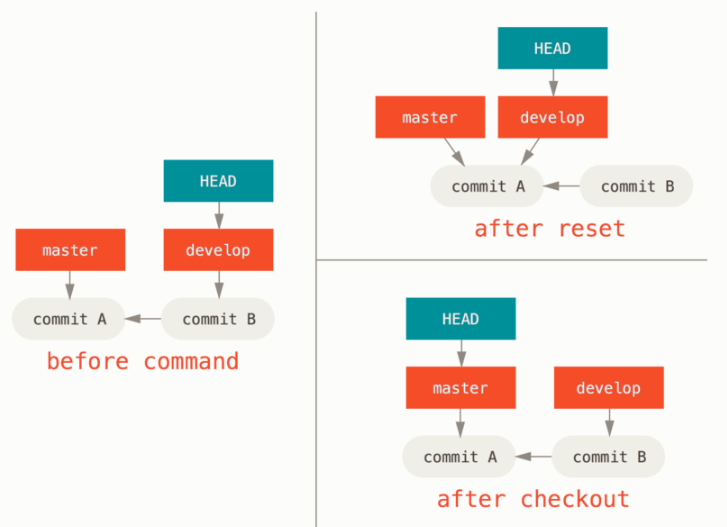 HEAD
master
develop
commit A
commit B
before command
HEAD
master
develop
commit A
commit B
after reset
HEAD
master
develop
commit A
commit B
after checkout